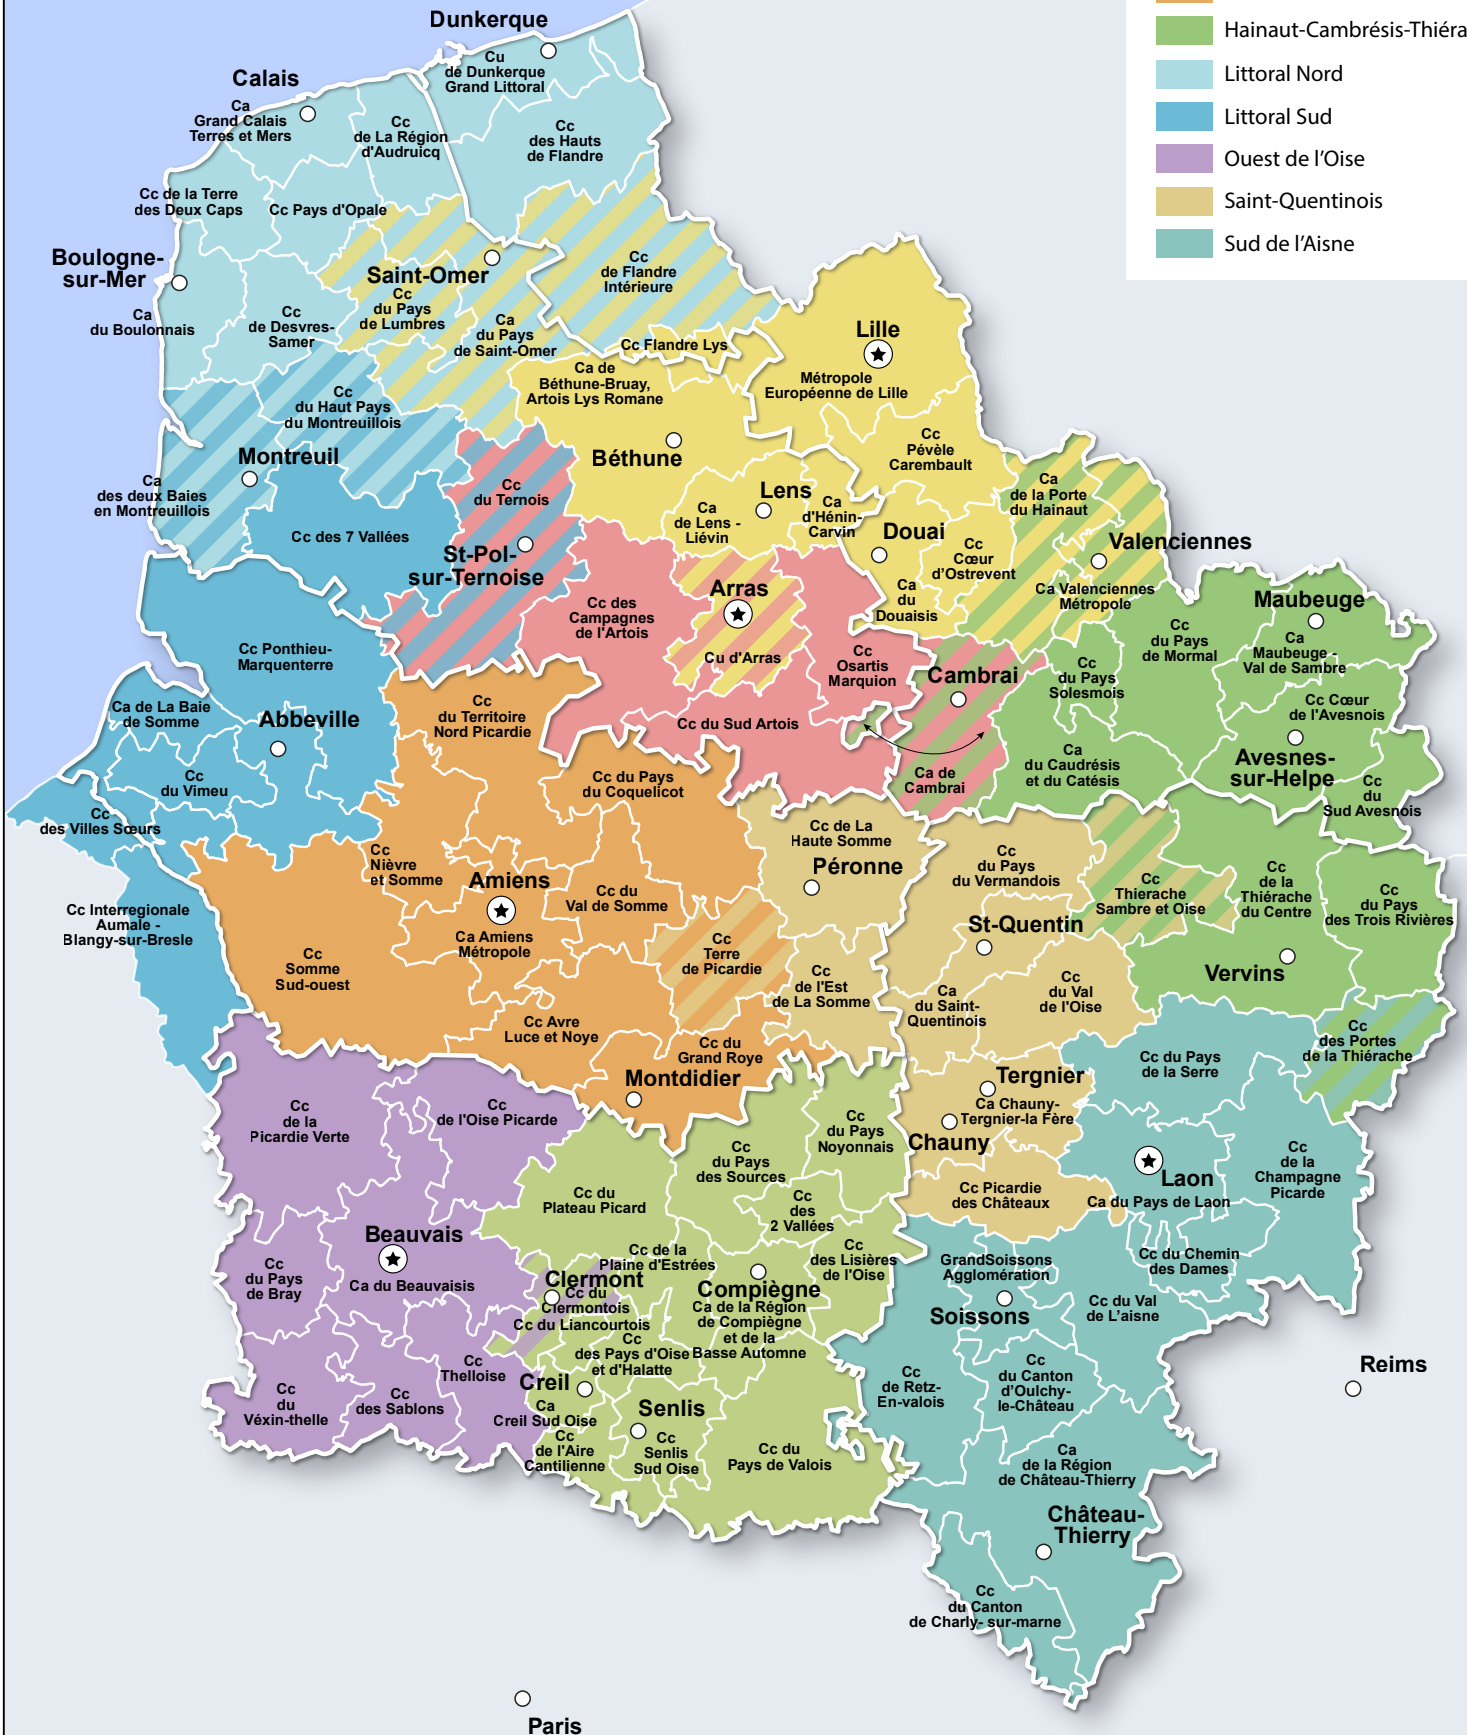 Dunkerque
Cu
de Dunkerque
Grand Littoral
Hainaut-Cambrésis-Thiéra
Littoral Nord
Littoral Sud
Ouest de l'Oise
Saint-Quentinois
Sud de l'Aisne
Calais
Ca
Grand Calais
Terres et Mers
Cc
de La Région
d'Audruicq
Cc
des Hauts
de Flandre
Cc de la Terre
des Deux Caps
Cc Pays d'Opale
Boulogne-
sur-Mer
Ca
du Boulonnais
Cc
de Desvres-
Samer
Saint-Omer
Cc
du Pays
de Lumbres
Ca
du Pays
de Saint-Omer
Cc
de Flandre
Intérieure
Cc Flandre Lys
Lille
Métropole
Européenne de Lille
Ca de
Béthune-Bruay,
Artois Lys Romane
Béthune
Cc
du Haut Pays
du Montreuillois
Montreuil
Ca
des deux Baies
en Montreuillois
Cc des 7 Vallées
Cc
du Ternois
St-Pol-
sur-Ternoise
Cc
Pévèle
Carembault
Lens
Ca
de Lens -
Liévin
Ca
d'Hénin-
Carvin
Douai
Ca
du
Douaisis
Cc
Cœur
d'Ostrevent
Ca
de la Porte
du Hainaut
Valenciennes
Ca Valenciennes
Métropole
Arras
Cu d'Arras
Cc des
Campagnes
de l'Artois
Cc
Osartis
Marquion
Cc du Sud Artois
Cambrai
Ca de
Cambrai
Cc
du Pays
Solesmois
Cc
du Pays
de Mormal
Maubeuge
Ca
Maubeuge -
Val de Sambre
Cc Cœur
de l'Avesnois
Avesnes-
sur-Helpe
Cc
du
Sud Avesnois
Ca
du Caudrésis
et du Catésis
Cc Ponthieu-
Marquenterre
Ca de La Baie
de Somme
Abbeville
Cc
du Vimeu
Cc
des Villes Sœurs
Cc Interregionale
Aumale -
Blangy-sur-Bresle
Cc
du Territoire
Nord Picardie
Cc du Pays
du Coquelicot
Cc
Nièvre
et Somme
Amiens
Ca Amiens
Métropole
Cc du
Val de Somme
Cc
Somme
Sud-ouest
Cc Avre
Luce et Noye
Cc
Terre
de Picardie
Cc du
Grand Roye
Montdidier
Cc de La
Haute Somme
Péronne
Cc
de l'Est
de La Somme
Cc
du Pays
du Vermandois
St-Quentin
Ca
du Saint-
Quentinois
Cc
du Val
de l'Oise
Cc
Thierache
Sambre et Oise
Cc
de la
Thiérache
du Centre
Cc
du Pays
des Trois Rivières
Vervins
Cc
des Portes
de la Thiérache
Cc du Pays
de la Serre
Tergnier
Ca Chauny-
Tergnier-la Fère
Chauny
Cc Picardie
des Châteaux
Laon
Ca du Pays de Laon
Cc
de la
Champagne
Picarde
Cc du Chemin
des Dames
GrandSoissons
Agglomération
Soissons
Cc du Val
de L'aisne
Cc
de Retz-
En-valois
Cc
du Canton
d'Oulchy-
le-Château
Ca
de la Région
de Château-Thierry
Château-
Thierry
Cc
du Canton
de Charly- sur-marne
Cc
de la
Picardie Verte
Cc
de l'Oise Picarde
Beauvais
Ca du Beauvaisis
Cc
du Pays
de Bray
Cc
du
Véxin-thelle
Cc
des Sablons
Cc
Thelloise
Cc du
Plateau Picard
Cc
du Pays
des Sources
Cc
du Pays
Noyonnais
Cc
des
2 Vallées
Cc
des Lisières
de l'Oise
Cc de la
Plaine d'Estrées
Clermont
Cc du
Clermontois
Cc du Liancourtois
Compiègne
Ca de la Région
de Compiègne
et de la
Basse Automne
Cc
des Pays d'Oise
et d'Halatte
Creil
Ca
Creil Sud Oise
Cc
de l'Aire
Cantilienne
Senlis
Cc
Senlis
Sud Oise
Cc du
Pays de Valois
Reims
Paris